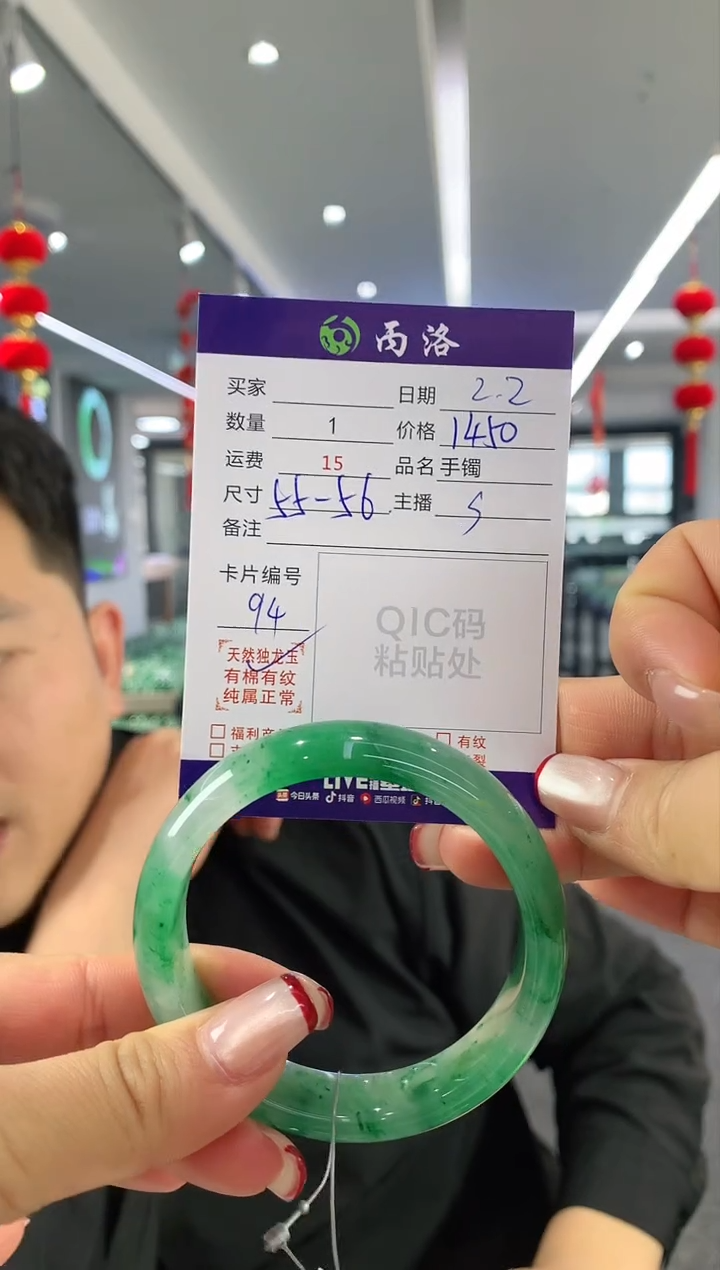 雨洛
买家 日期 2.2
数量 1 价格 1450
运费 15 品名 手镯
尺寸 55-56 主播 S
备注
卡片编号
94
QIC码
粘贴处
天然独龙玉
有棉有纹
纯属正常
福利
有纹
裂
LIVE
今日头条 抖音 西瓜视频